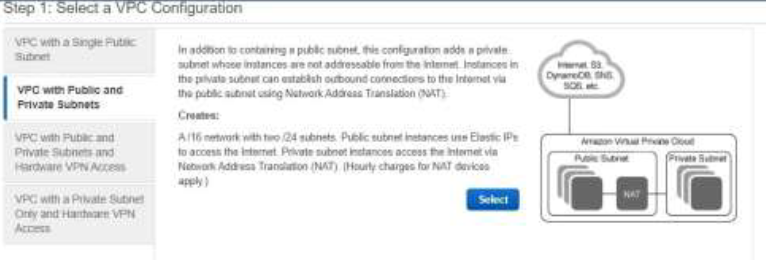 Step 1: Select a VPC Configuration
VPC with a Single Public
Subnet
VPC with Public and
Private Subnets
VPC with Public and
Private Subnets and
Hardware VPN Access
VPC with a Private Subnet
Only and Hardware VPN
Access
In addition to containing a public subnet, this configuration adds a private
subnet whose instances are not addressable from the Internet. Instances in
the private subnet can establish outbound connections to the Internet via
the public subnet using Network Address Translation (NAT).
Creates:
A /16 network with two /24 subnets. Public subnet instances use Elastic IPs
to access the Internet. Private subnet instances access the Internet via
Network Address Translation (NAT). (Hourly charges for NAT devices
apply.)
Select
Internet, S3,
DynamoDB, SNS,
SQS, etc.
Amazon Virtual Private Cloud
Public Subnet
Private Subnet
NAT